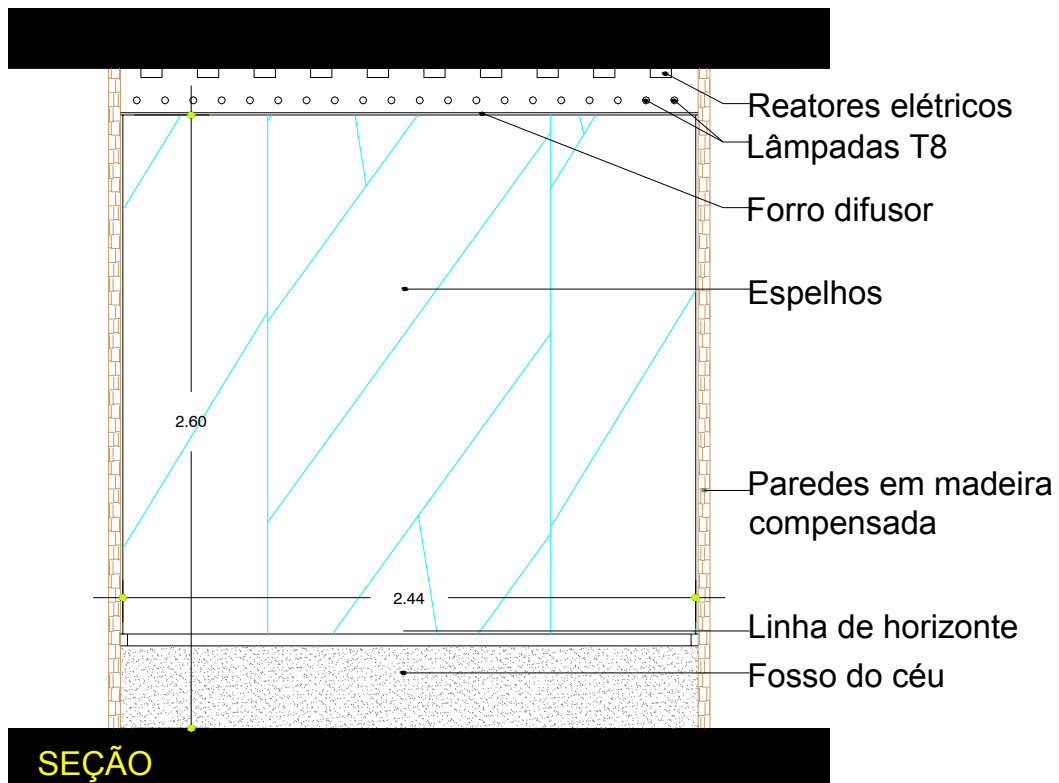 Reatores elétricos
Lâmpadas T8
Forro difusor
Espelhos
2.60
Paredes em madeira
compensada
2.44
Linha de horizonte
Fosso do céu
SEÇÃO